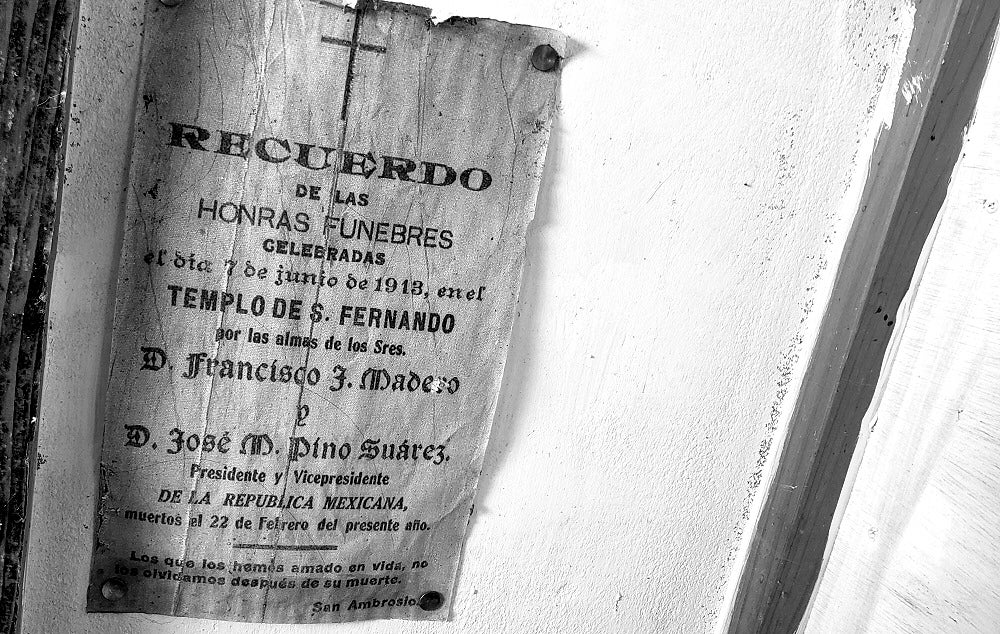 RECUERDO
DE LAS
HONRAS FUNEBRES
CELEBRADAS
el día 7 de junio de 1913, en el
TEMPLO DE S. FERNANDO
por las almas de los Sres.
D. Francisco J. Madero
y
D. José M. Pino Suárez.
Presidente y Vicepresidente
DE LA REPUBLICA MEXICANA,
muertos el 22 de Febrero del presente año.
Los que los hemos amado en vida, no
los olvidamos después de su muerte.
San Ambrosio.